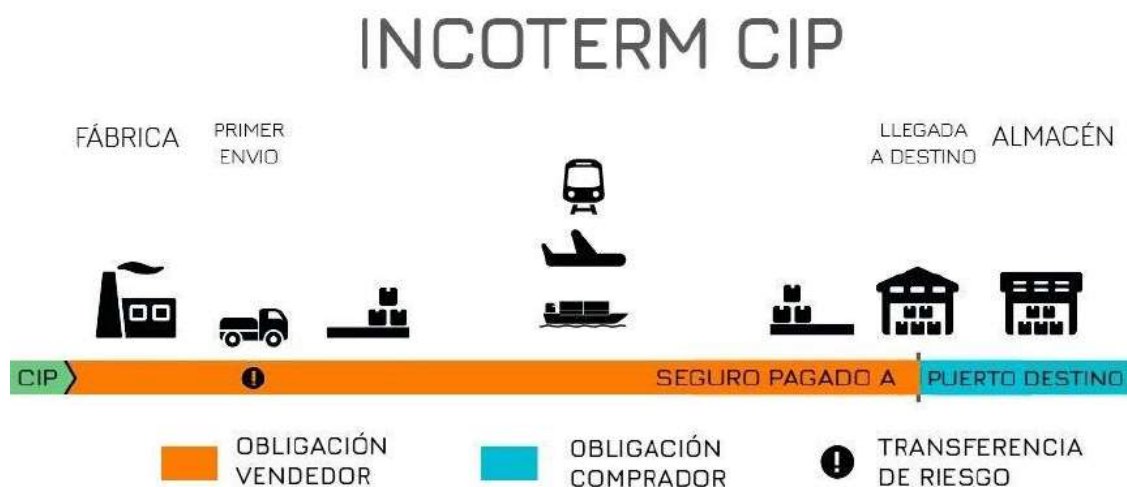 INCOTERM CIP
FÁBRICA
PRIMER
ENVIO
LLEGADA
A DESTINO
ALMACÉN
CIP
SEGURO PAGADO A
PUERTO DESTINO
OBLIGACIÓN
VENDEDOR
OBLIGACIÓN
COMPRADOR
TRANSFERENCIA
DE RIESGO